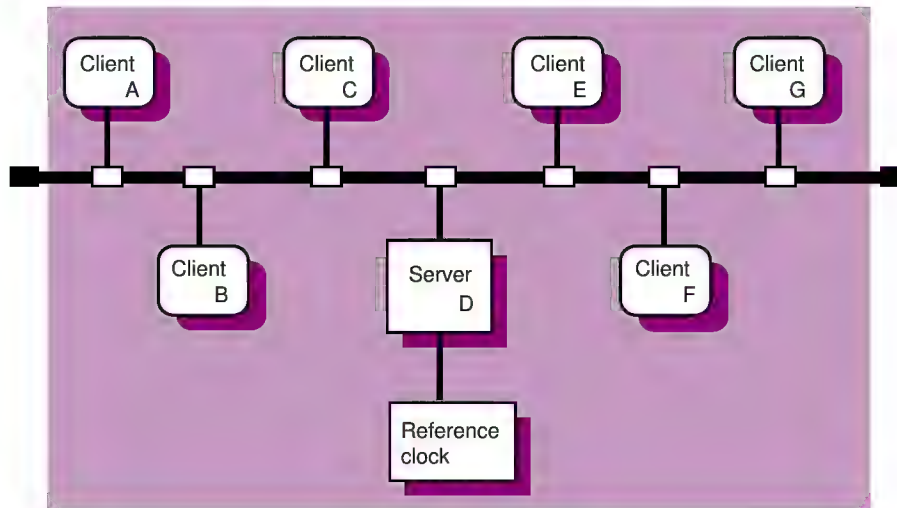 Client
A
Client
C
Client
E
Client
G
Client
B
Server
D
Client
F
Reference
clock